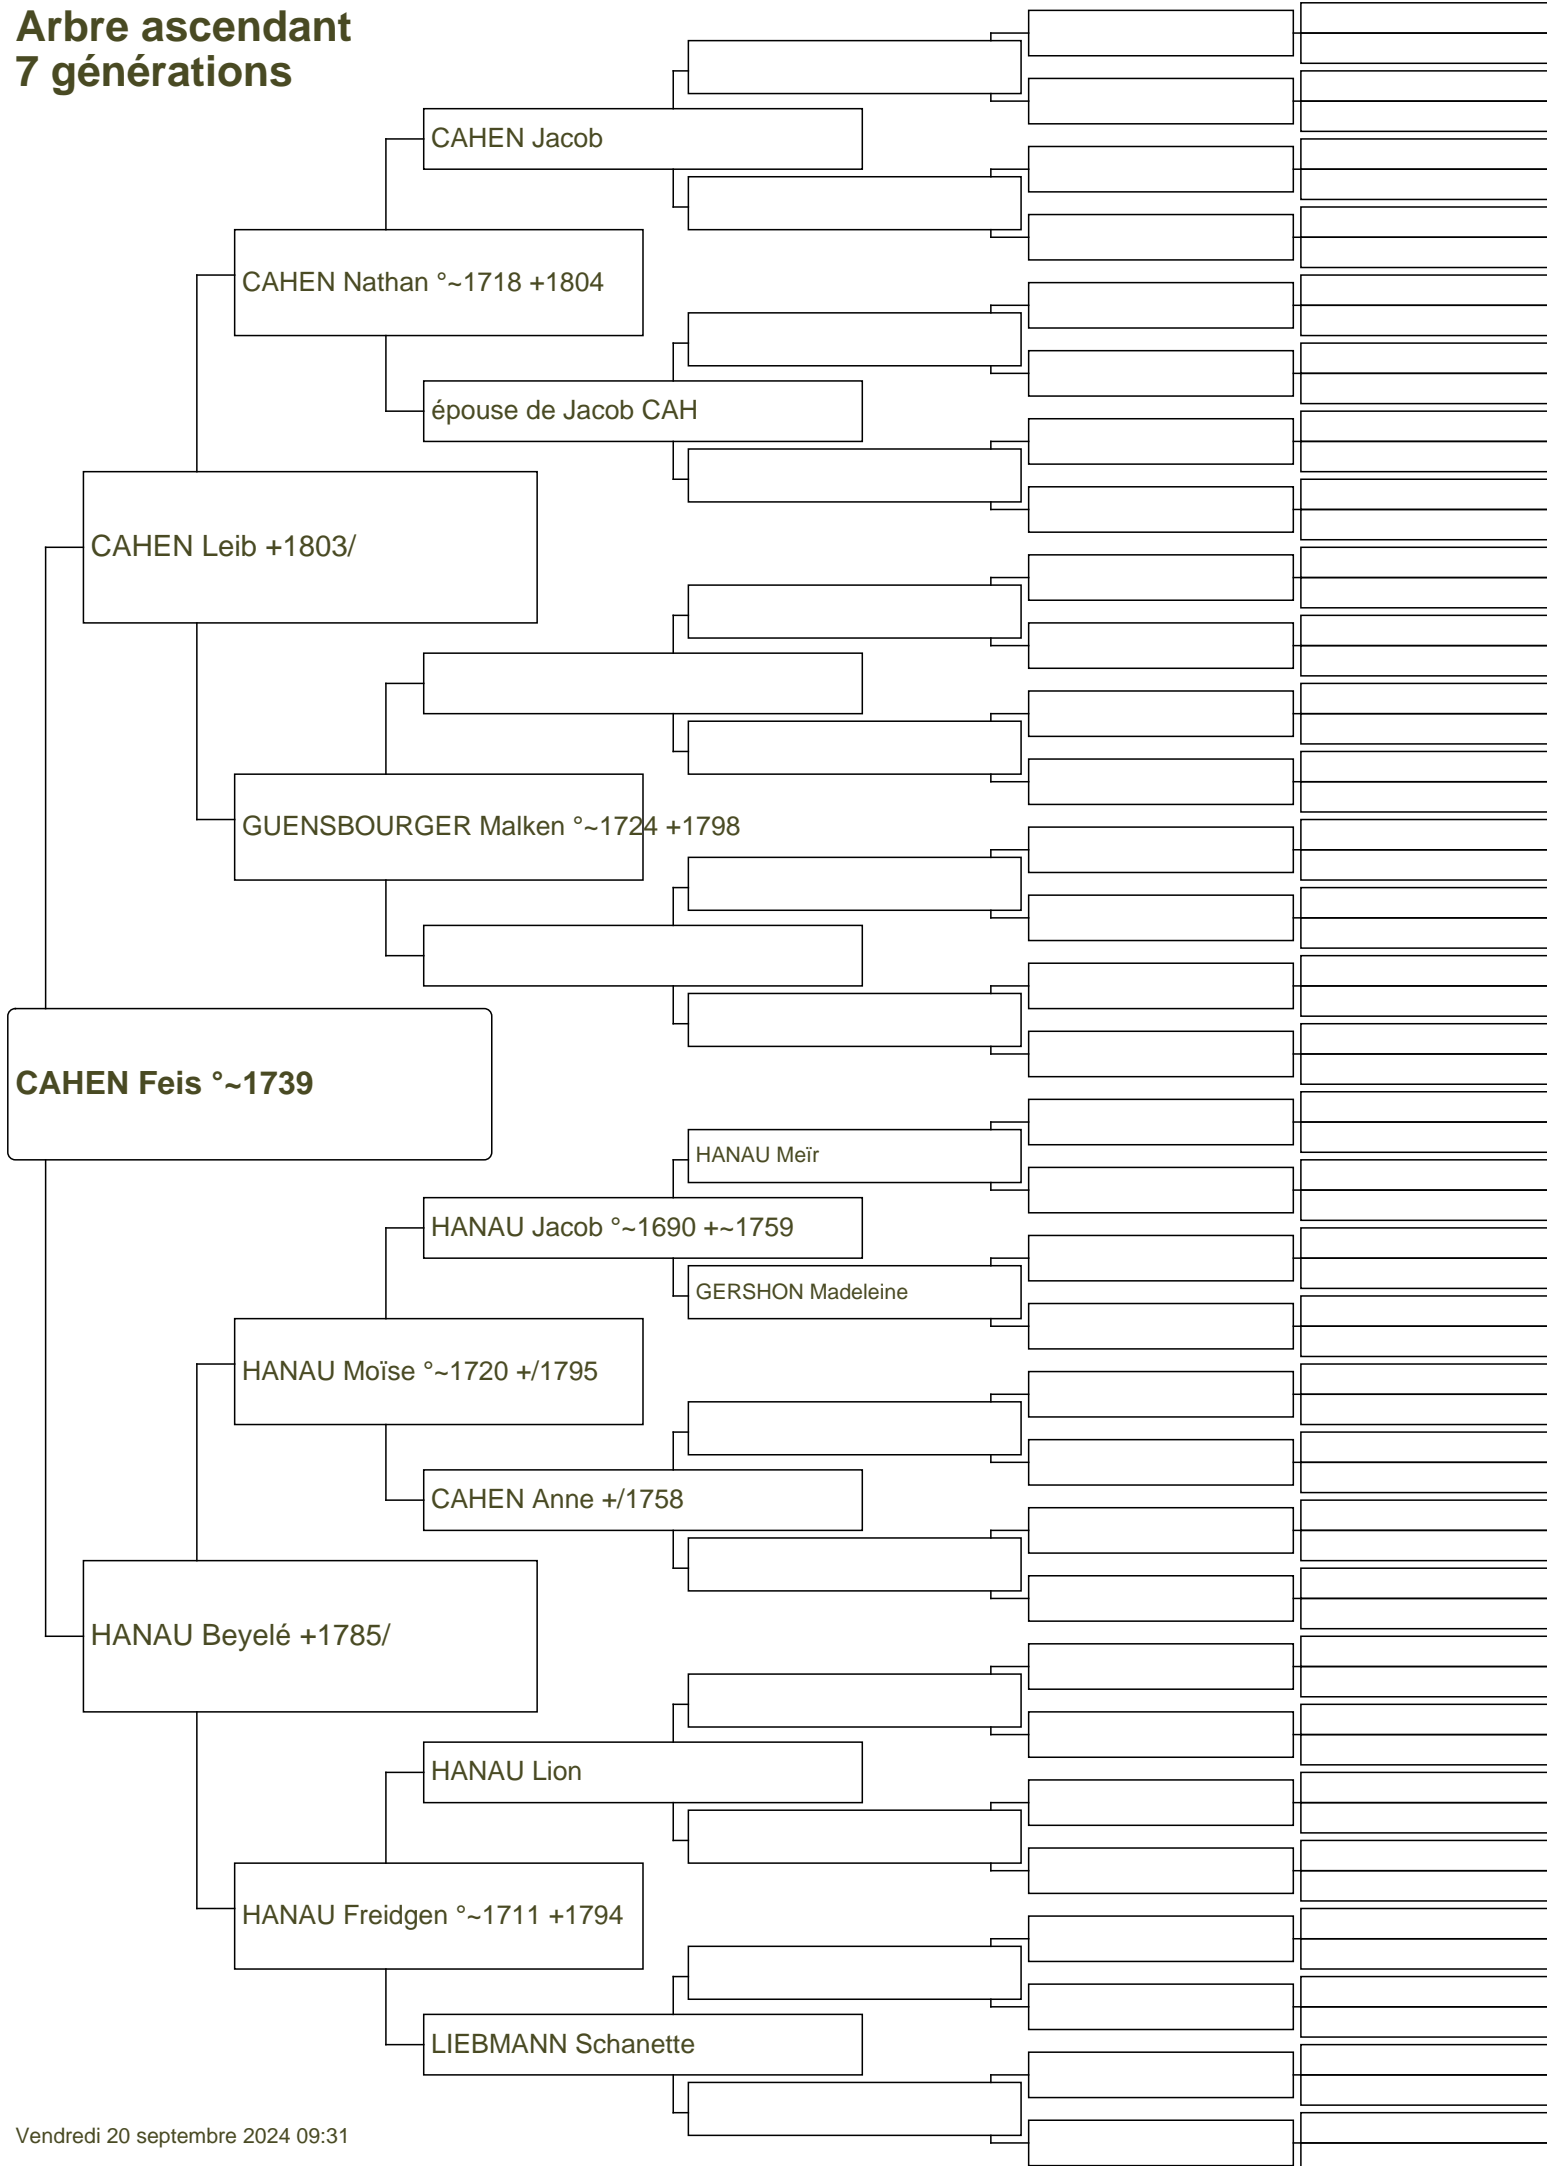 Arbre ascendant
7 générations
CAHEN Jacob
CAHEN Nathan °~1718 +1804
épouse de Jacob CAH
CAHEN Leib +1803/
GUENSBOURGER Malken °~1724 +1798
CAHEN Feis °~1739
HANAU Meïr
HANAU Jacob °~1690 +~1759
GERSHON Madeleine
HANAU Moïse °~1720 +/1795
CAHEN Anne +/1758
HANAU Beyelé +1785/
HANAU Lion
HANAU Freidgen °~1711 +1794
LIEBMANN Schanette
Vendredi 20 septembre 2024 09:31